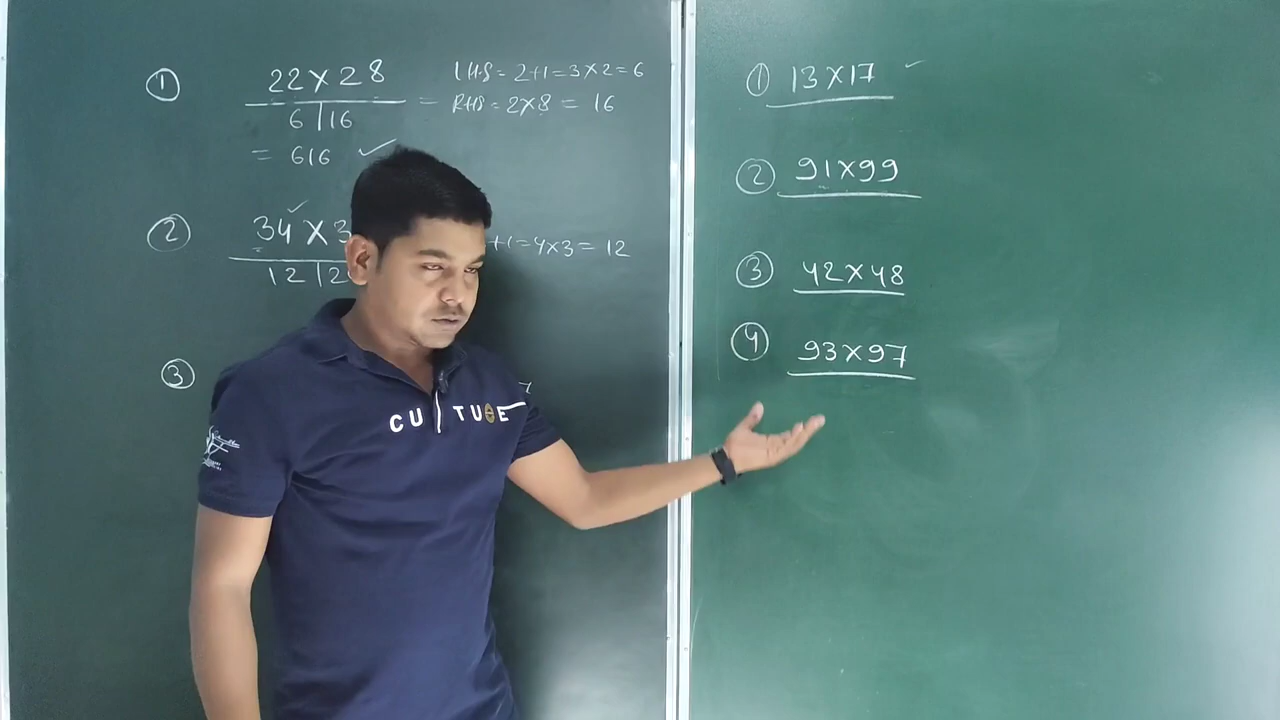 ① 22×28
6|16
= 616 ✓
= LHS = 2+1=3×2=6
RHS = 2×8 = 16
② 34 × 3
12|2
+1=4×3= 12
③
① 13×17
② 91×99
③ 42×48
④ 93×97
CULTURE